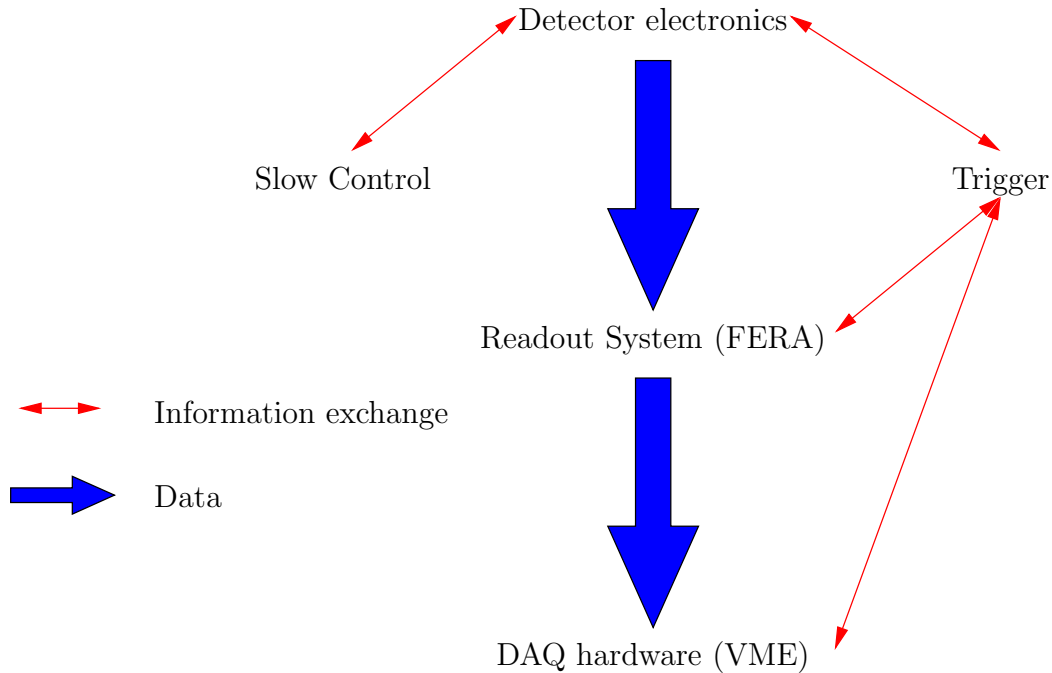 Detector electronics
Slow Control
Trigger
Readout System (FERA)
Information exchange
Data
DAQ hardware (VME)